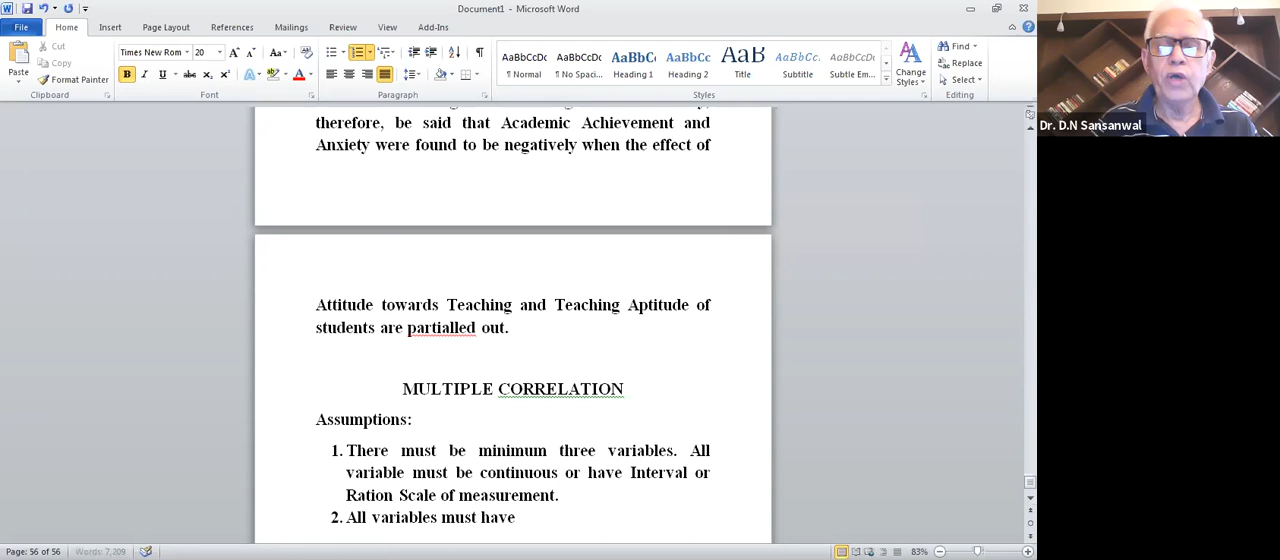 Document1 - Microsoft Word
File Home Insert Page Layout References Mailings Review View Add-Ins
Paste
Cut
Copy
Format Painter
Clipboard
Times New Rom 20
Font
Paragraph
AaBbCcDc AaBbCcDc AaBbCc AaBbCc AaB AaBbCc. AaBbCcDc
¶ Normal ¶ No Spaci... Heading 1 Heading 2 Title Subtitle Subtle Em...
Styles
Change
Styles
Find
Replace
Select
Editing
Dr. D.N Sansanwal
therefore, be said that Academic Achievement and
Anxiety were found to be negatively when the effect of
Attitude towards Teaching and Teaching Aptitude of
students are partialled out.
MULTIPLE CORRELATION
Assumptions:
1. There must be minimum three variables. All
variable must be continuous or have Interval or
Ration Scale of measurement.
2. All variables must have
Page: 56 of 56 Words: 7,209 83%